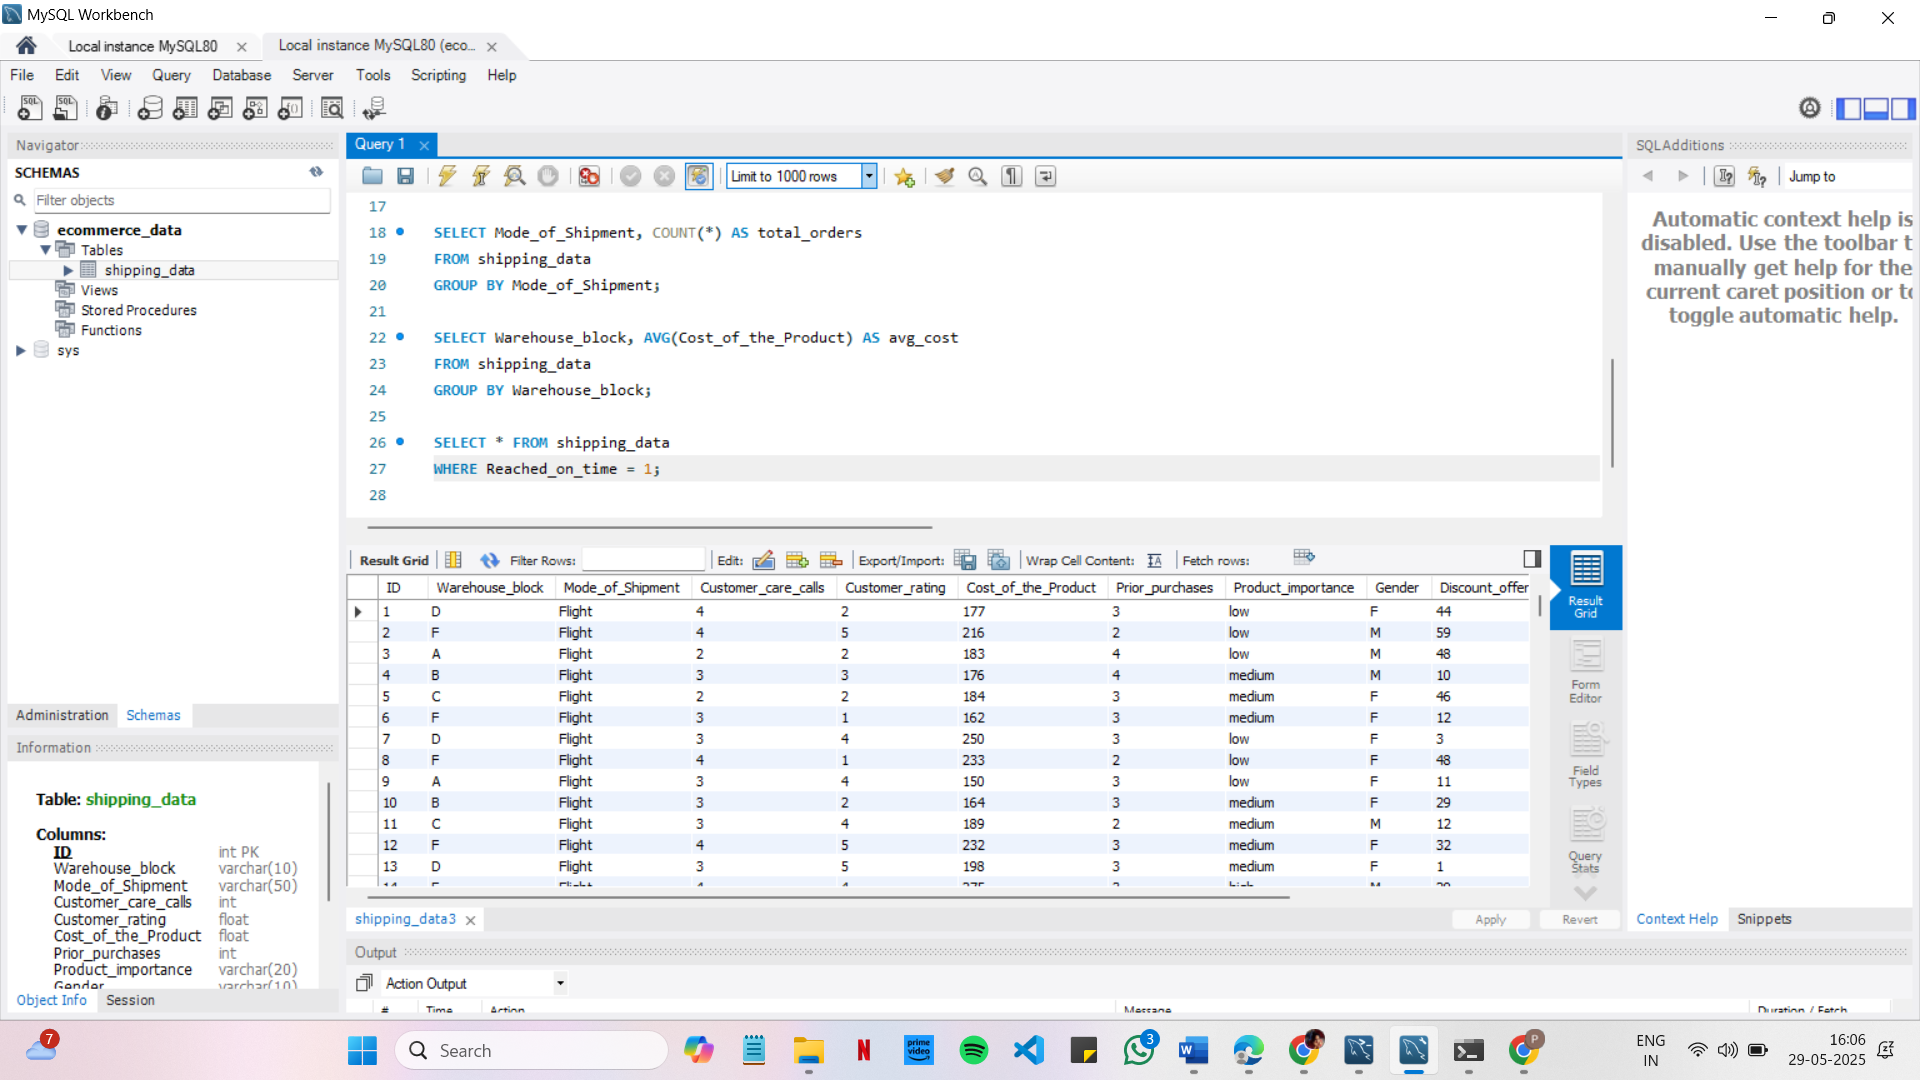 MySQL Workbench
Local instance MySQL80
Local instance MySQL80 (eco...
File Edit View Query Database Server Tools Scripting Help
Navigator
SCHEMAS
Filter objects
ecommerce_data
Tables
shipping_data
Views
Stored Procedures
Functions
sys
Administration Schemas
Information
Table: shipping_data
Columns:
ID int PK
Warehouse_block varchar(10)
Mode_of_Shipment varchar(50)
Customer_care_calls int
Customer_rating float
Cost_of_the_Product float
Prior_purchases int
Product_importance varchar(20)
Gender varchar(10)
Object Info Session
Query 1
Limit to 1000 rows
17
18 SELECT Mode_of_Shipment, COUNT(*) AS total_orders
19 FROM shipping_data
20 GROUP BY Mode_of_Shipment;
21
22 SELECT Warehouse_block, AVG(Cost_of_the_Product) AS avg_cost
23 FROM shipping_data
24 GROUP BY Warehouse_block;
25
26 SELECT * FROM shipping_data
27 WHERE Reached_on_time = 1;
28
Result Grid Filter Rows: Edit: Export/Import: Wrap Cell Content: Fetch rows:
ID Warehouse_block Mode_of_Shipment Customer_care_calls Customer_rating Cost_of_the_Product Prior_purchases Product_importance Gender Discount_offer
1 D Flight 4 2 177 3 low F 44
2 F Flight 4 5 216 2 low M 59
3 A Flight 2 2 183 4 low M 48
4 B Flight 3 3 176 4 medium M 10
5 C Flight 2 2 184 3 medium F 46
6 F Flight 3 1 162 3 medium F 12
7 D Flight 3 4 250 3 low F 3
8 F Flight 4 1 233 2 low F 48
9 A Flight 3 4 150 3 low F 11
10 B Flight 3 2 164 3 medium F 29
11 C Flight 3 4 189 2 medium M 12
12 F Flight 4 5 232 3 medium F 32
13 D Flight 3 5 198 3 medium F 1
Result
Grid
Form
Editor
Field
Types
Query
Stats
shipping_data3
Apply Revert
Output
Action Output
# Time Action Message Duration / Fetch
SQLAdditions
Jump to
Automatic context help is
disabled. Use the toolbar t
manually get help for the
current caret position or to
toggle automatic help.
Context Help Snippets
7
Search
3
ENG
IN
16:06
29-05-2025